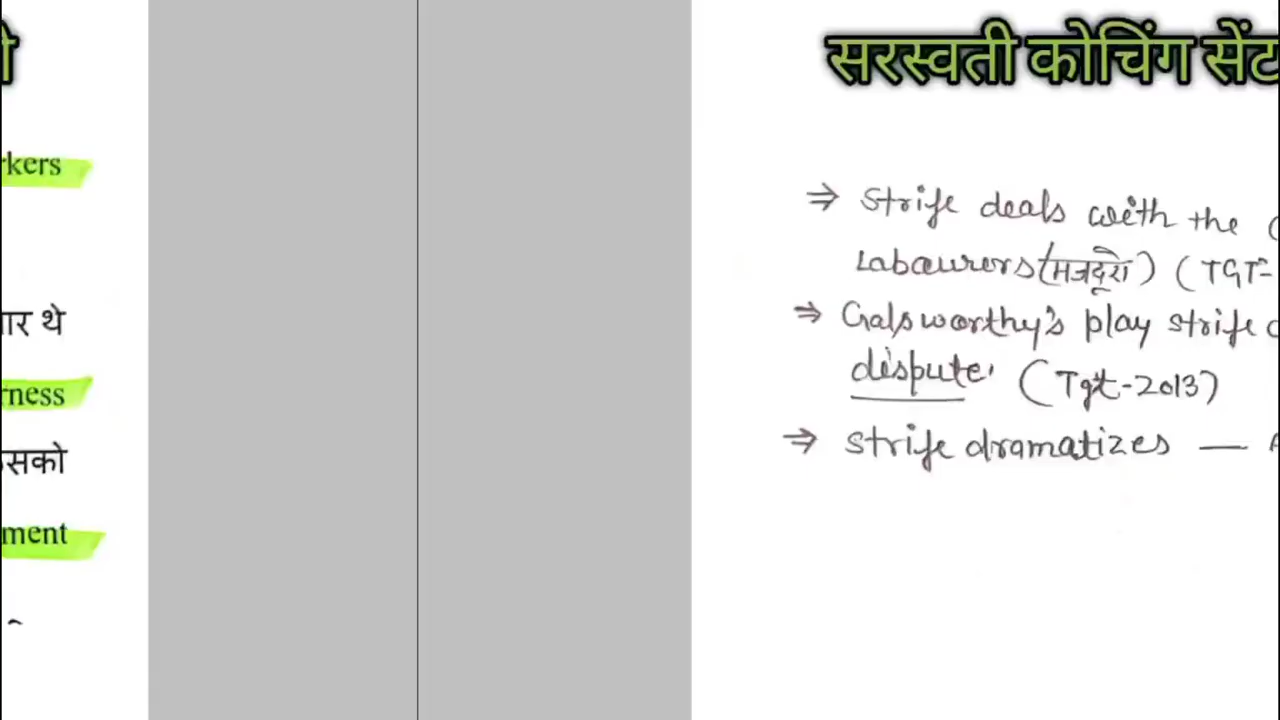 सरस्वती कोचिंग
rkers
थे
rness
ment
⇒ Strife deals with the
Labourers (मजदूरो) (TGT-
⇒ Galsworthy's play strife
dispute. (Tgt-2013)
⇒ strife dramatizes —